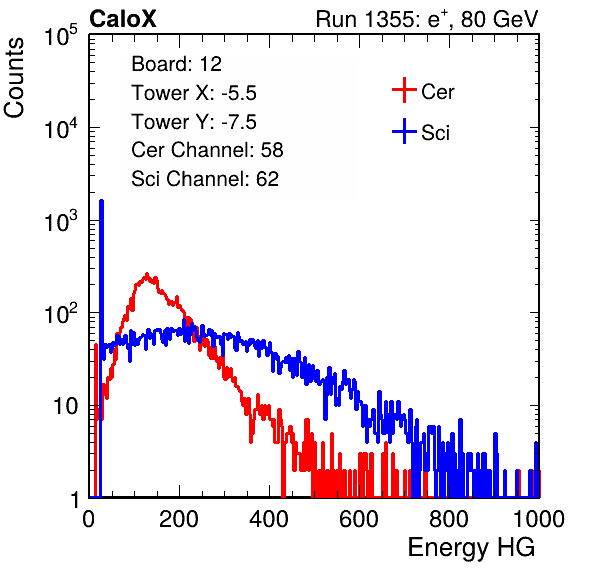 CaloX Run 1355: e⁺, 80 GeV
Counts
10⁵
10⁴
10³
10²
10
1
Board: 12
Tower X: -5.5
Tower Y: -7.5
Cer Channel: 58
Sci Channel: 62
Cer
Sci
0 200 400 600 800 1000
Energy HG